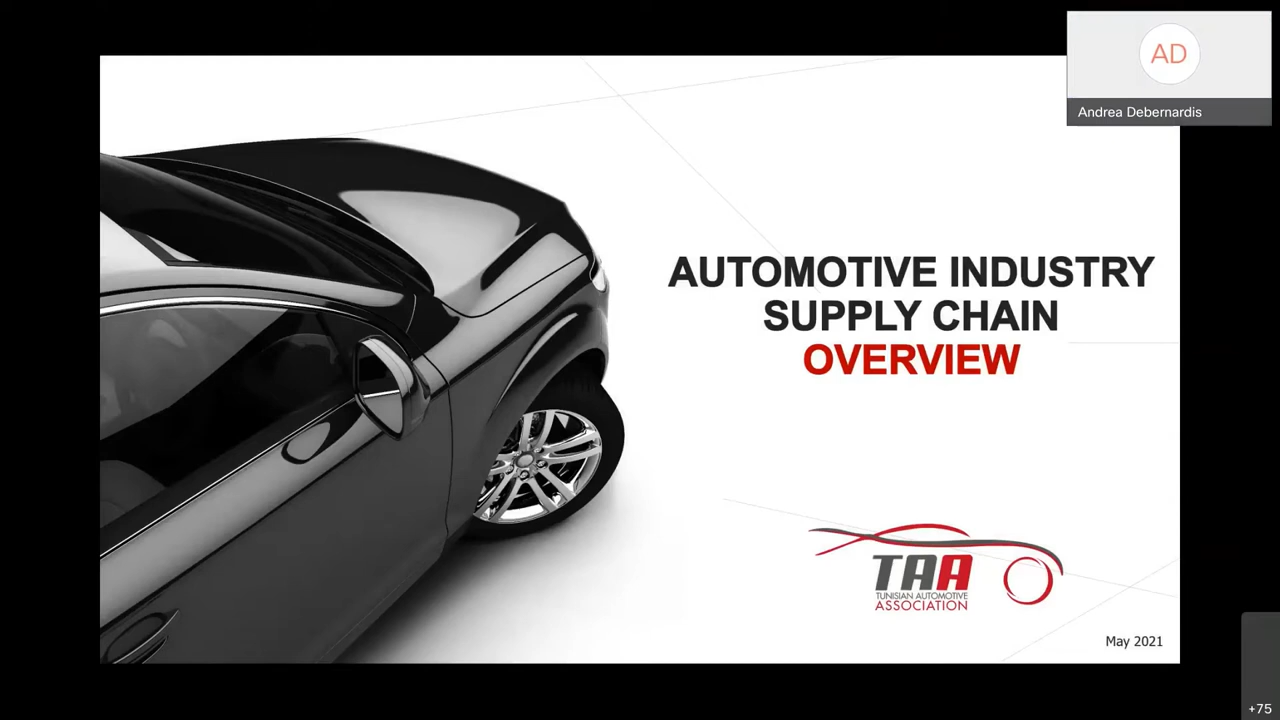 AD
Andrea Debernardis
AUTOMOTIVE INDUSTRY
SUPPLY CHAIN
OVERVIEW
TAA
TUNISIAN AUTOMOTIVE
ASSOCIATION
May 2021
+75